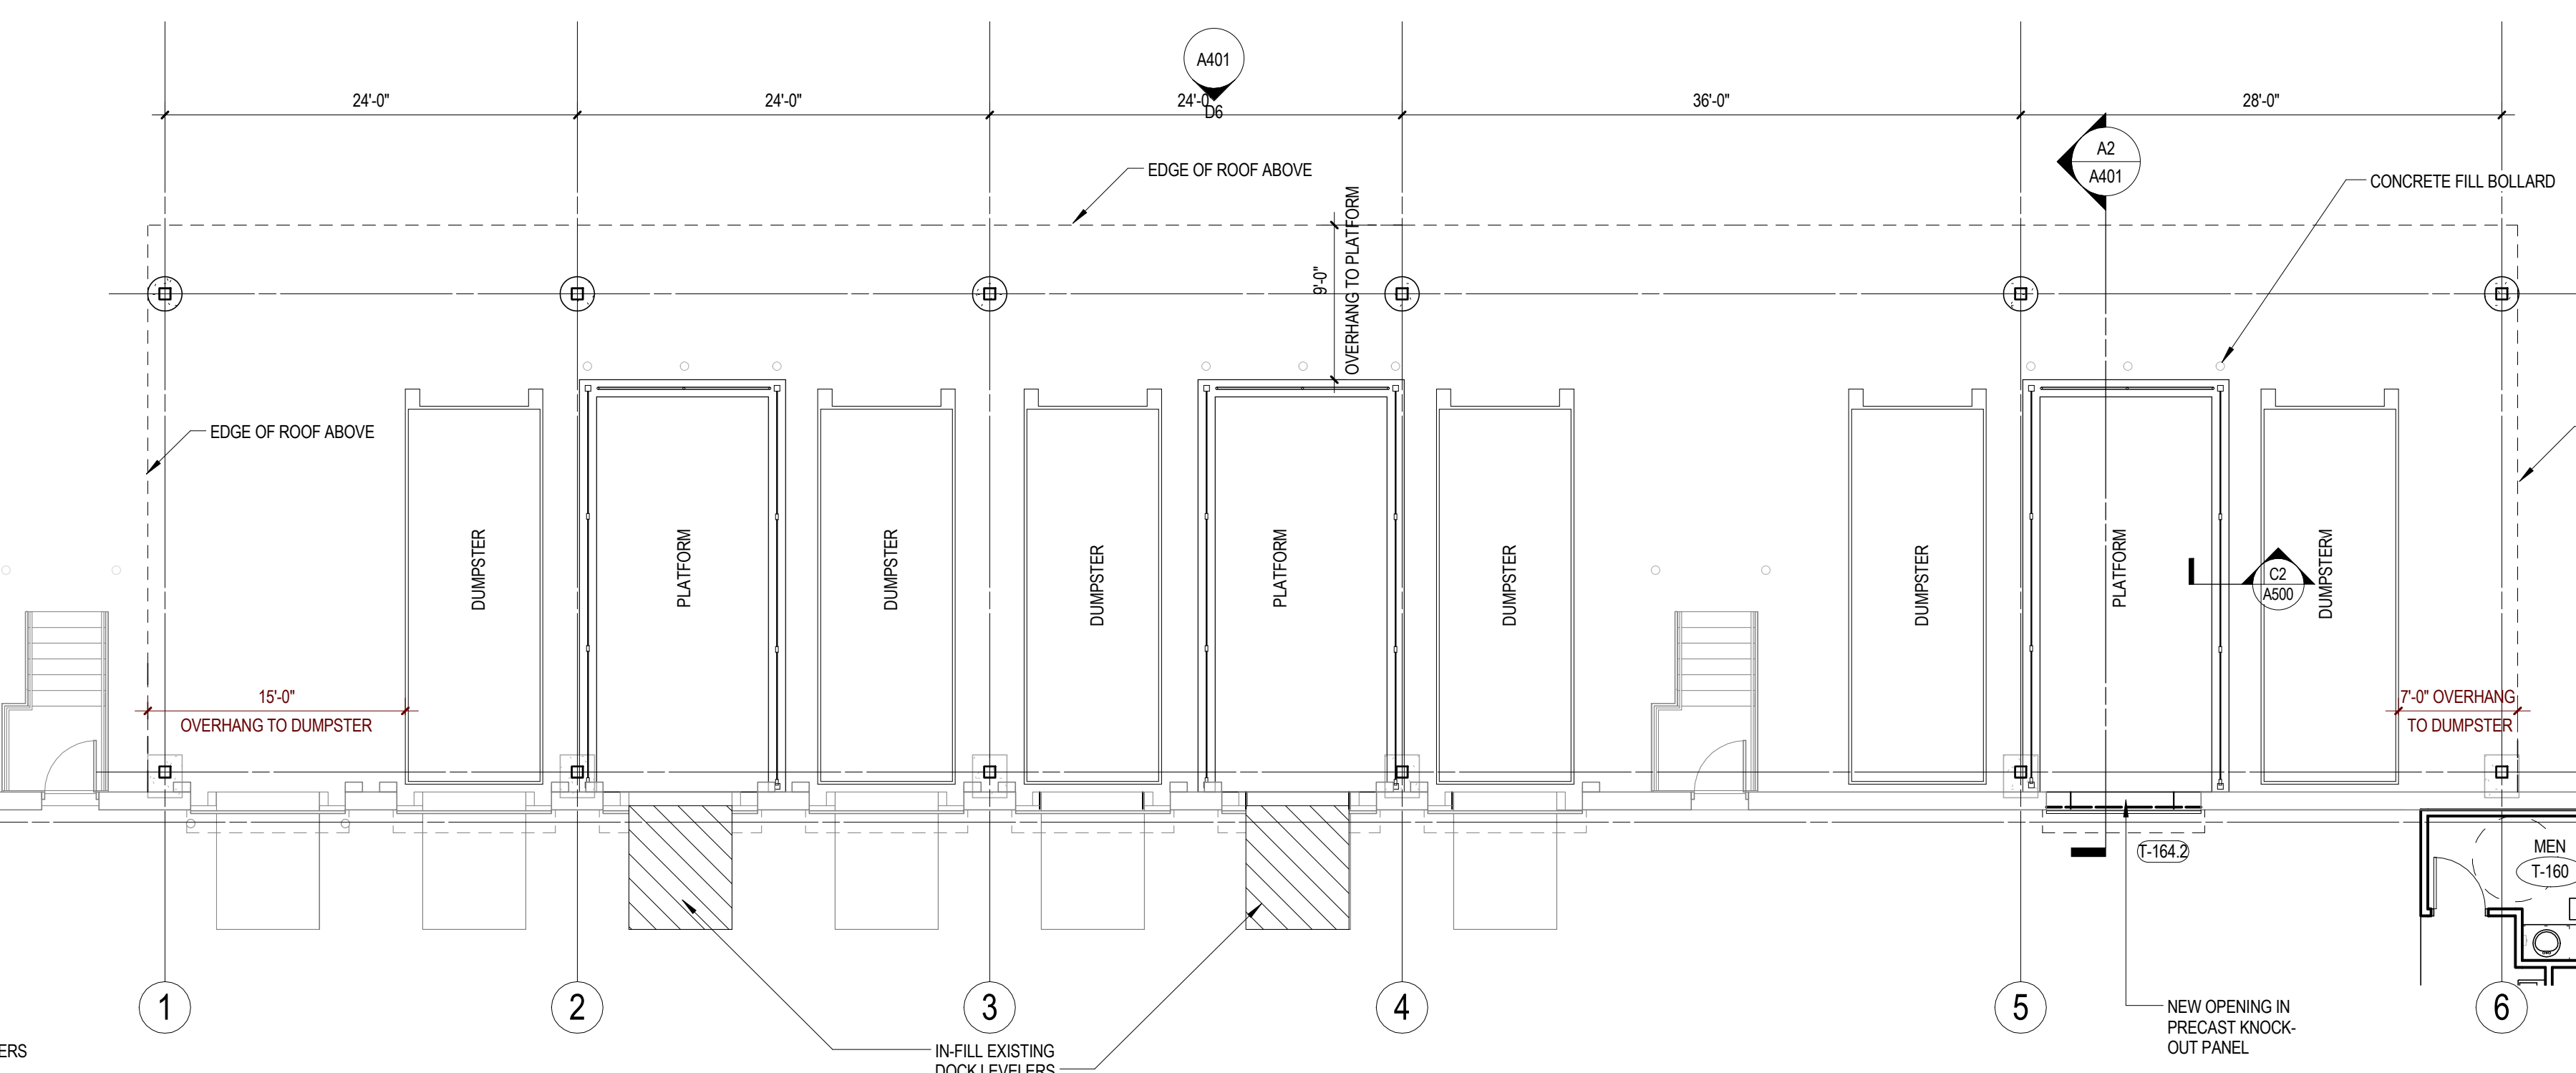 A401
D6
24'-0"
24'-0"
24'-0
36'-0"
28'-0"
A2
A401
EDGE OF ROOF ABOVE
CONCRETE FILL BOLLARD
9'-0"
OVERHANG TO PLATFORM
EDGE OF ROOF ABOVE
DUMPSTER
PLATFORM
DUMPSTER
DUMPSTER
PLATFORM
DUMPSTER
DUMPSTER
PLATFORM
DUMPSTER
C2
A500
15'-0"
OVERHANG TO DUMPSTER
7'-0" OVERHANG
TO DUMPSTER
T-164.2
MEN
T-160
1
2
3
4
5
6
NEW OPENING IN
PRECAST KNOCK-
OUT PANEL
ERS
IN-FILL EXISTING
DOCK LEVELERS